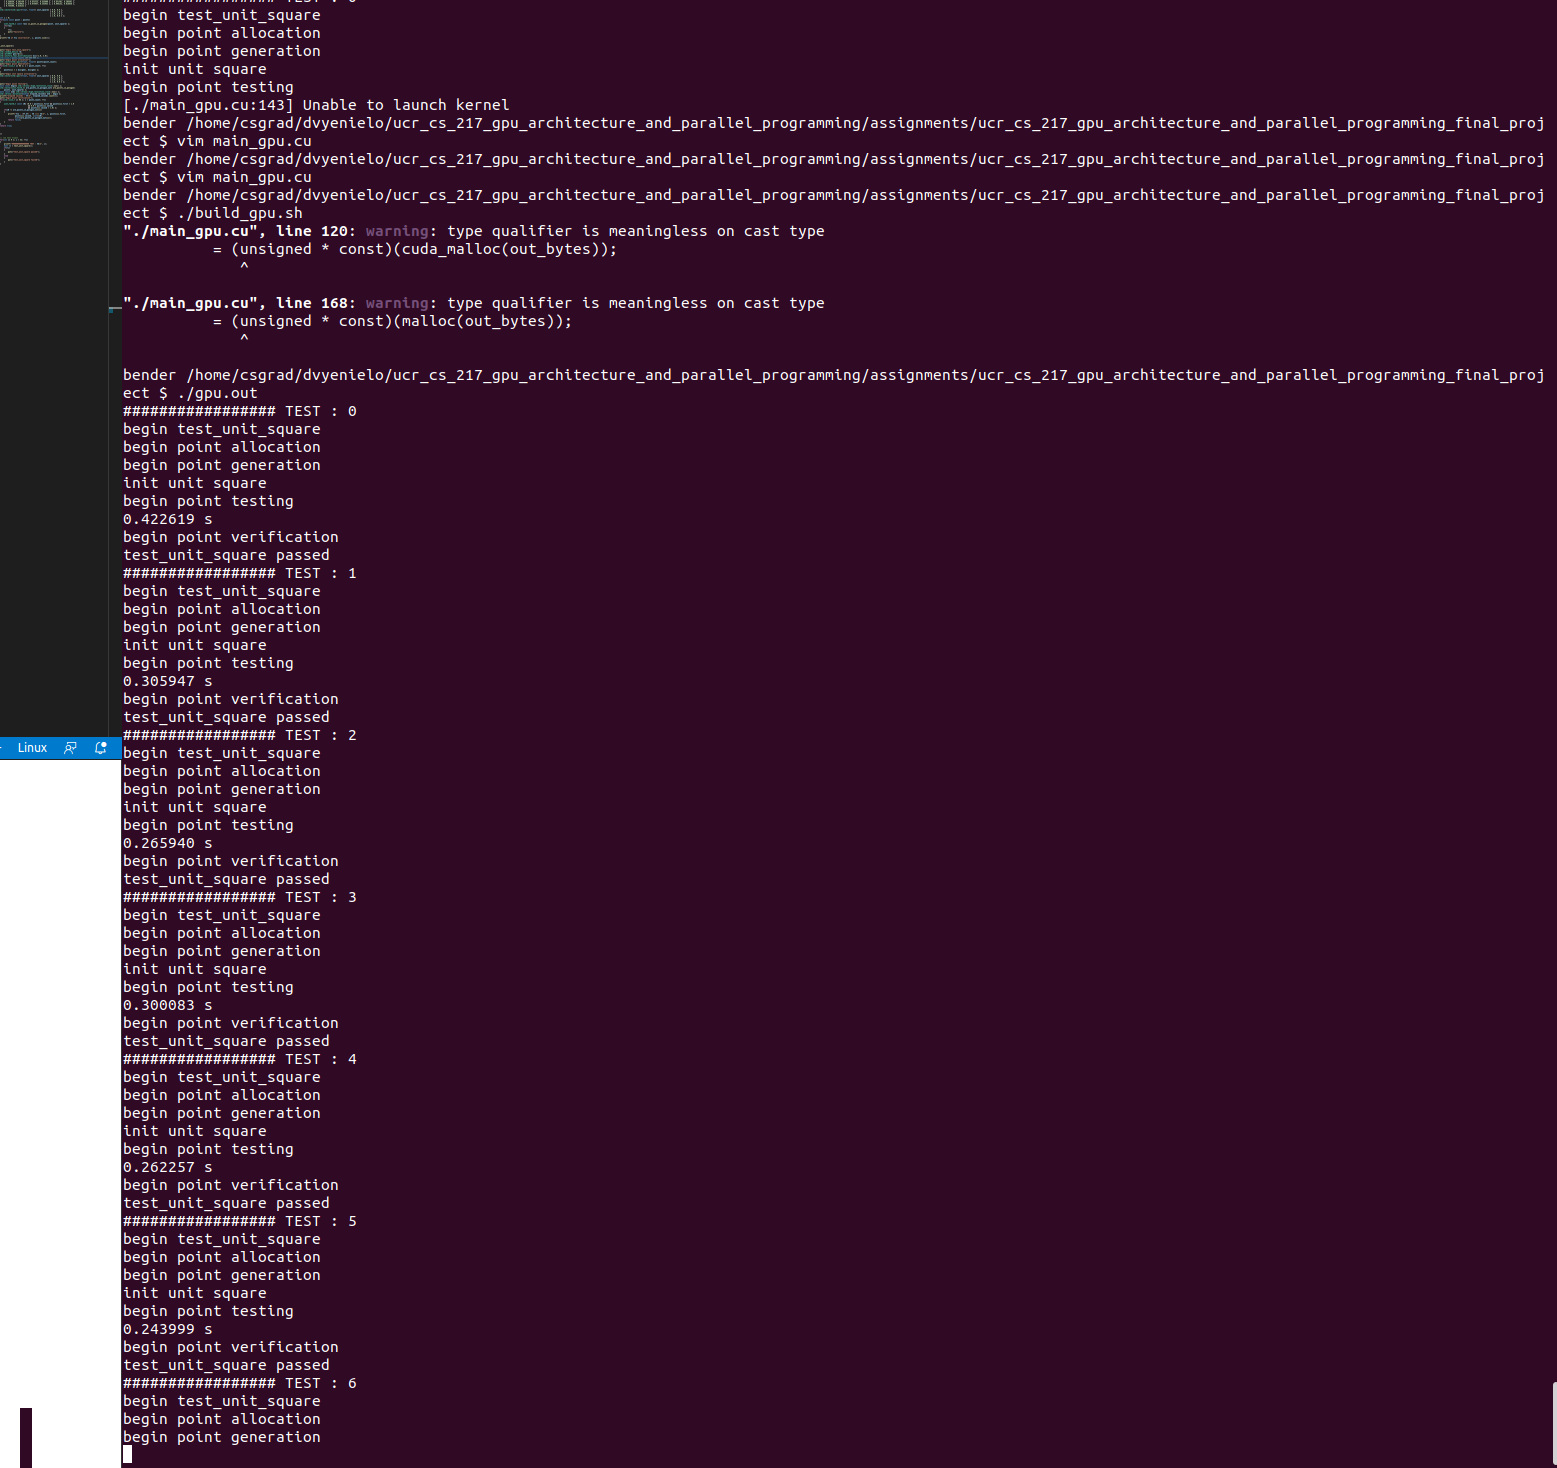 begin test_unit_square
begin point allocation
begin point generation
init unit square
begin point testing
[./main_gpu.cu:143] Unable to launch kernel
bender /home/csgrad/dvyenielo/ucr_cs_217_gpu_architecture_and_parallel_programming/assignments/ucr_cs_217_gpu_architecture_and_parallel_programming_final_proj
ect $ vim main_gpu.cu
bender /home/csgrad/dvyenielo/ucr_cs_217_gpu_architecture_and_parallel_programming/assignments/ucr_cs_217_gpu_architecture_and_parallel_programming_final_proj
ect $ vim main_gpu.cu
bender /home/csgrad/dvyenielo/ucr_cs_217_gpu_architecture_and_parallel_programming/assignments/ucr_cs_217_gpu_architecture_and_parallel_programming_final_proj
ect $ ./build_gpu.sh
"./main_gpu.cu", line 120: warning: type qualifier is meaningless on cast type
          = (unsigned * const)(cuda_malloc(out_bytes));
             ^
"./main_gpu.cu", line 168: warning: type qualifier is meaningless on cast type
          = (unsigned * const)(malloc(out_bytes));
             ^
bender /home/csgrad/dvyenielo/ucr_cs_217_gpu_architecture_and_parallel_programming/assignments/ucr_cs_217_gpu_architecture_and_parallel_programming_final_proj
ect $ ./gpu.out
################# TEST : 0
begin test_unit_square
begin point allocation
begin point generation
init unit square
begin point testing
0.422619 s
begin point verification
test_unit_square passed
################# TEST : 1
begin test_unit_square
begin point allocation
begin point generation
init unit square
begin point testing
0.305947 s
begin point verification
test_unit_square passed
################# TEST : 2
begin test_unit_square
begin point allocation
begin point generation
init unit square
begin point testing
0.265940 s
begin point verification
test_unit_square passed
################# TEST : 3
begin test_unit_square
begin point allocation
begin point generation
init unit square
begin point testing
0.300083 s
begin point verification
test_unit_square passed
################# TEST : 4
begin test_unit_square
begin point allocation
begin point generation
init unit square
begin point testing
0.262257 s
begin point verification
test_unit_square passed
################# TEST : 5
begin test_unit_square
begin point allocation
begin point generation
init unit square
begin point testing
0.243999 s
begin point verification
test_unit_square passed
################# TEST : 6
begin test_unit_square
begin point allocation
begin point generation
Linux